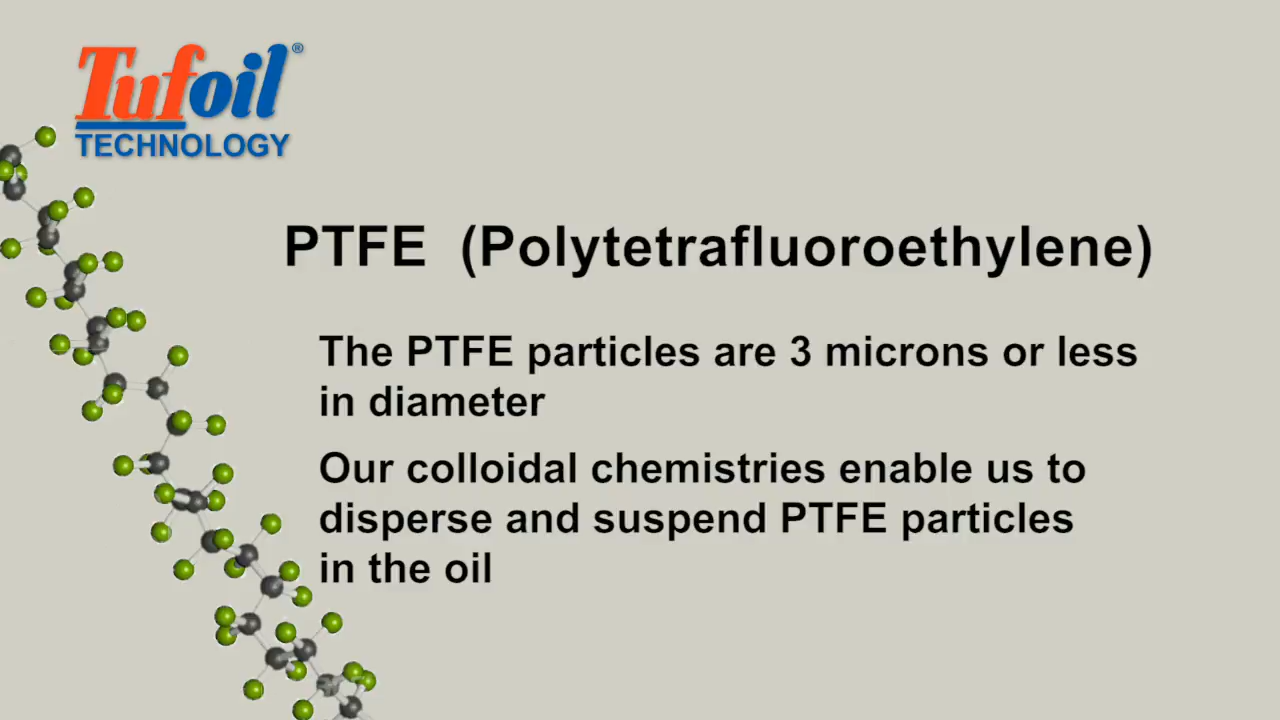 Tufoil®
TECHNOLOGY
PTFE (Polytetrafluoroethylene)
The PTFE particles are 3 microns or less
in diameter
Our colloidal chemistries enable us to
disperse and suspend PTFE particles
in the oil